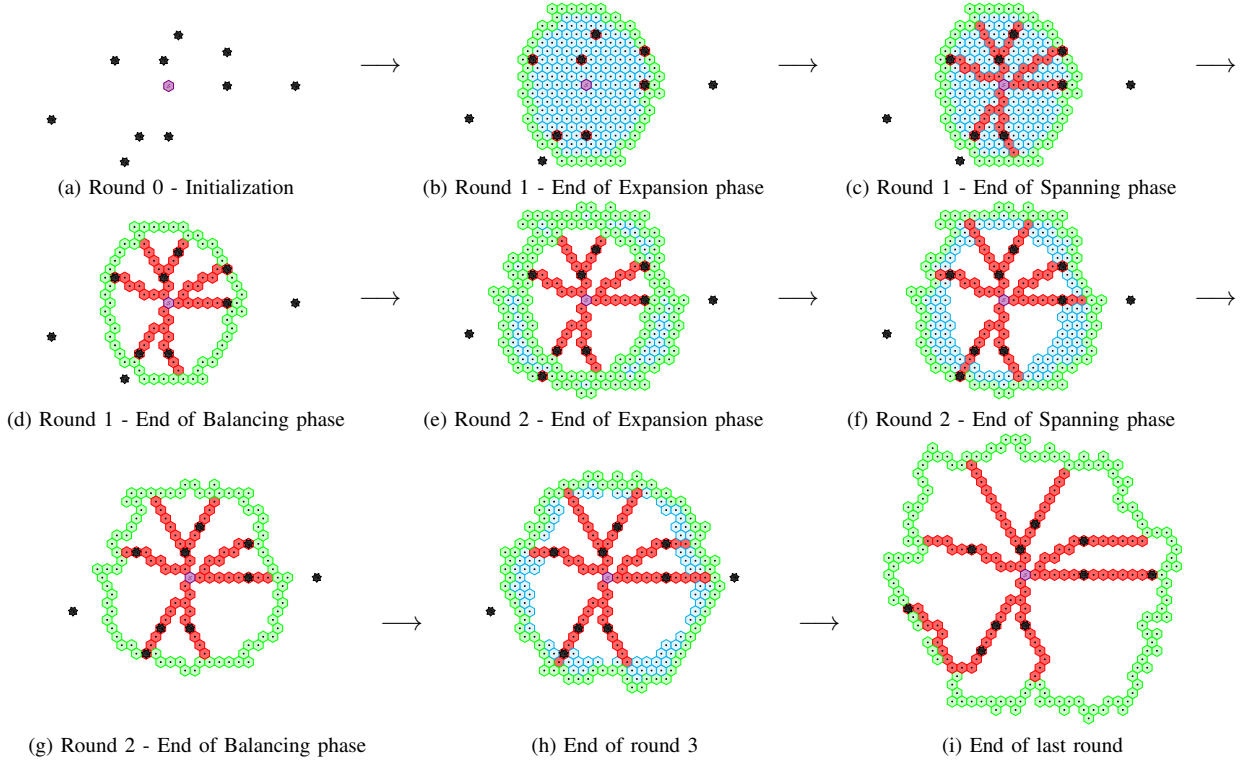 (a) Round 0 - Initialization
(b) Round 1 - End of Expansion phase
(c) Round 1 - End of Spanning phase
(d) Round 1 - End of Balancing phase
(e) Round 2 - End of Expansion phase
(f) Round 2 - End of Spanning phase
(g) Round 2 - End of Balancing phase
(h) End of round 3
(i) End of last round